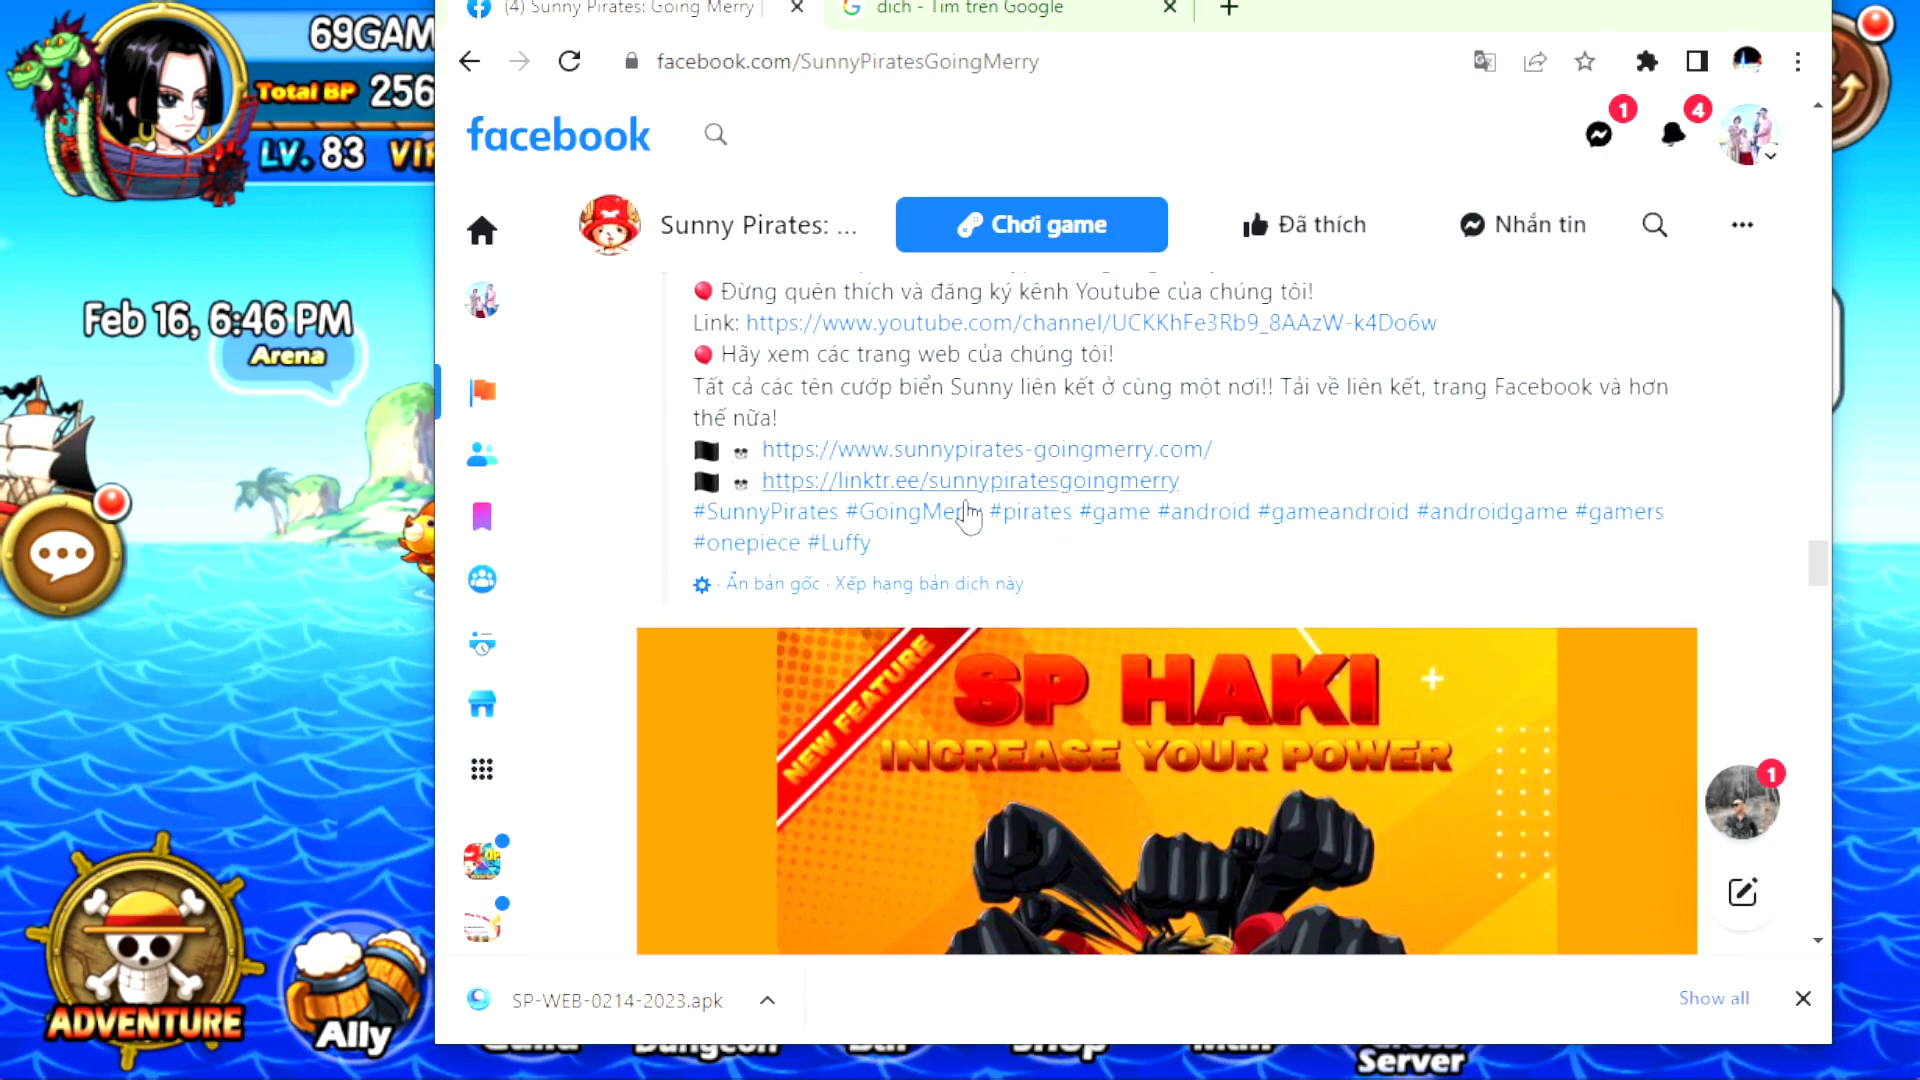 69GAM
Total BP 256
LV. 83 VIP
Feb 16, 6:46 PM
Arena
ADVENTURE
Ally
(4) Sunny Pirates: Going Merry
dich - Tìm trên Google
facebook.com/SunnyPiratesGoingMerry
facebook
1
4
Sunny Pirates: ...
Chơi game
Đã thích
Nhắn tin
Đừng quên thích và đăng ký kênh Youtube của chúng tôi!
Link: https://www.youtube.com/channel/UCKKhFe3Rb9_8AAzW-k4Do6w
Hãy xem các trang web của chúng tôi!
Tất cả các tên cướp biển Sunny liên kết ở cùng một nơi!! Tải về liên kết, trang Facebook và hơn
thế nữa!
https://www.sunnypirates-goingmerry.com/
https://linktr.ee/sunnypiratesgoingmerry
#SunnyPirates #GoingMerry #pirates #game #android #gameandroid #androidgame #gamers
#onepiece #Luffy
· Ẩn bản gốc · Xếp hạng bản dịch này
NEW FEATURE
SP HAKI
INCREASE YOUR POWER
1
SP-WEB-0214-2023.apk
Show all
Dungeon
Shop
Server